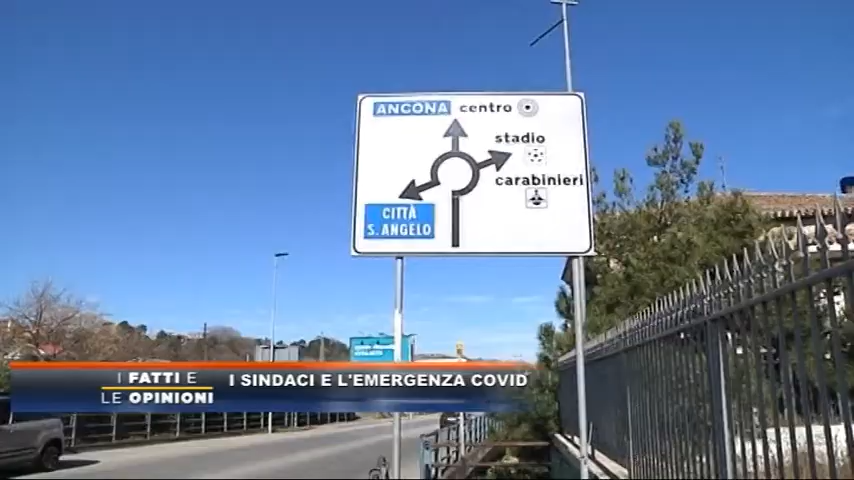 ANCONA centro
stadio
carabinieri
CITTÀ
S. ANGELO
I FATTI E
LE OPINIONI
I SINDACI E L'EMERGENZA COVID